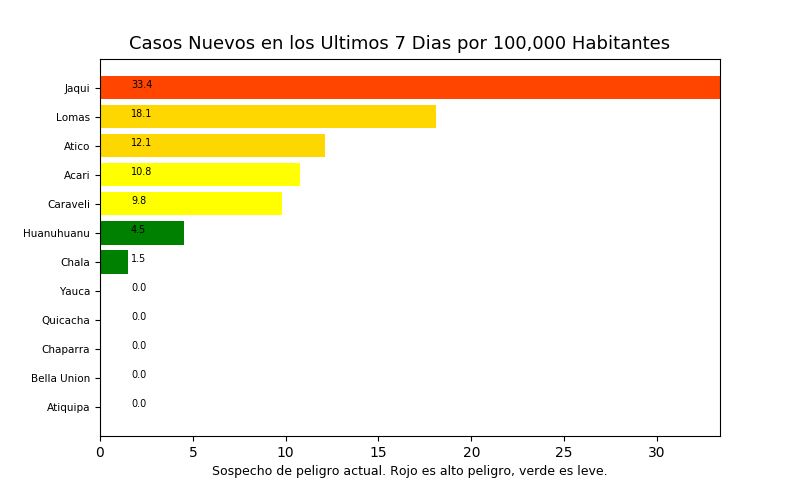 Casos Nuevos en los Ultimos 7 Dias por 100,000 Habitantes
Jaqui 33.4
Lomas 18.1
Atico 12.1
Acari 10.8
Caraveli 9.8
Huanuhuanu 4.5
Chala 1.5
Yauca 0.0
Quicacha 0.0
Chaparra 0.0
Bella Union 0.0
Atiquipa 0.0
0 5 10 15 20 25 30
Sospecho de peligro actual. Rojo es alto peligro, verde es leve.